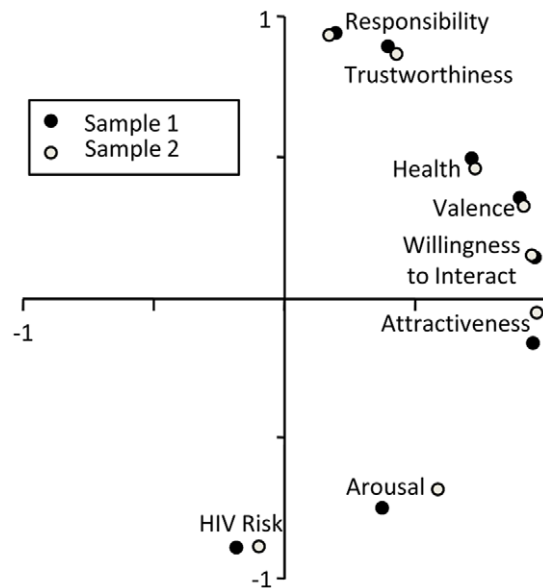 1
Responsibility
Trustworthiness
Sample 1
Sample 2
Health
Valence
Willingness
to Interact
-1
Attractiveness
Arousal
HIV Risk
-1